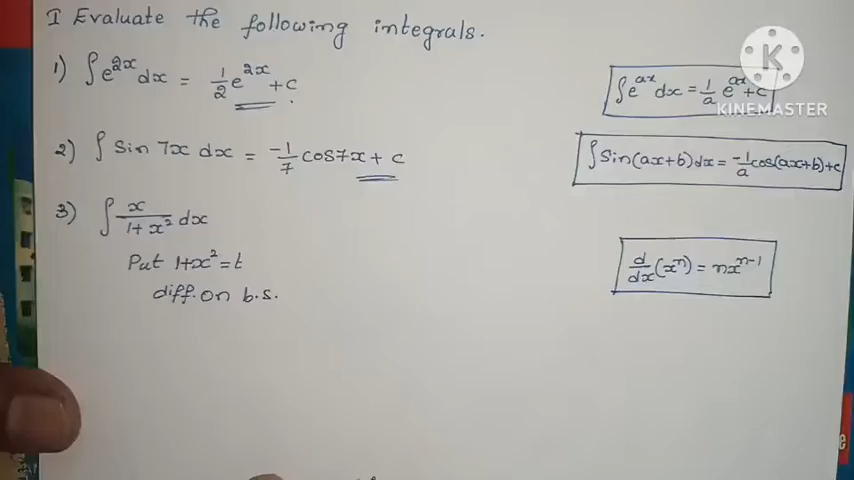 I Evaluate the following integrals.
1) ∫e^{2x} dx = 1/2 e^{2x} + c
∫e^{ax} dx = 1/a e^{ax} + c
K
KINEMASTER
2) ∫ Sin 7x dx = -1/7 cos7x + c
∫Sin(ax+b)dx = -1/a cos(ax+b)+c
3) ∫ x/(1+x²) dx
Put 1+x² = t
d/dx (x^n) = nx^{n-1}
diff. on b.s.